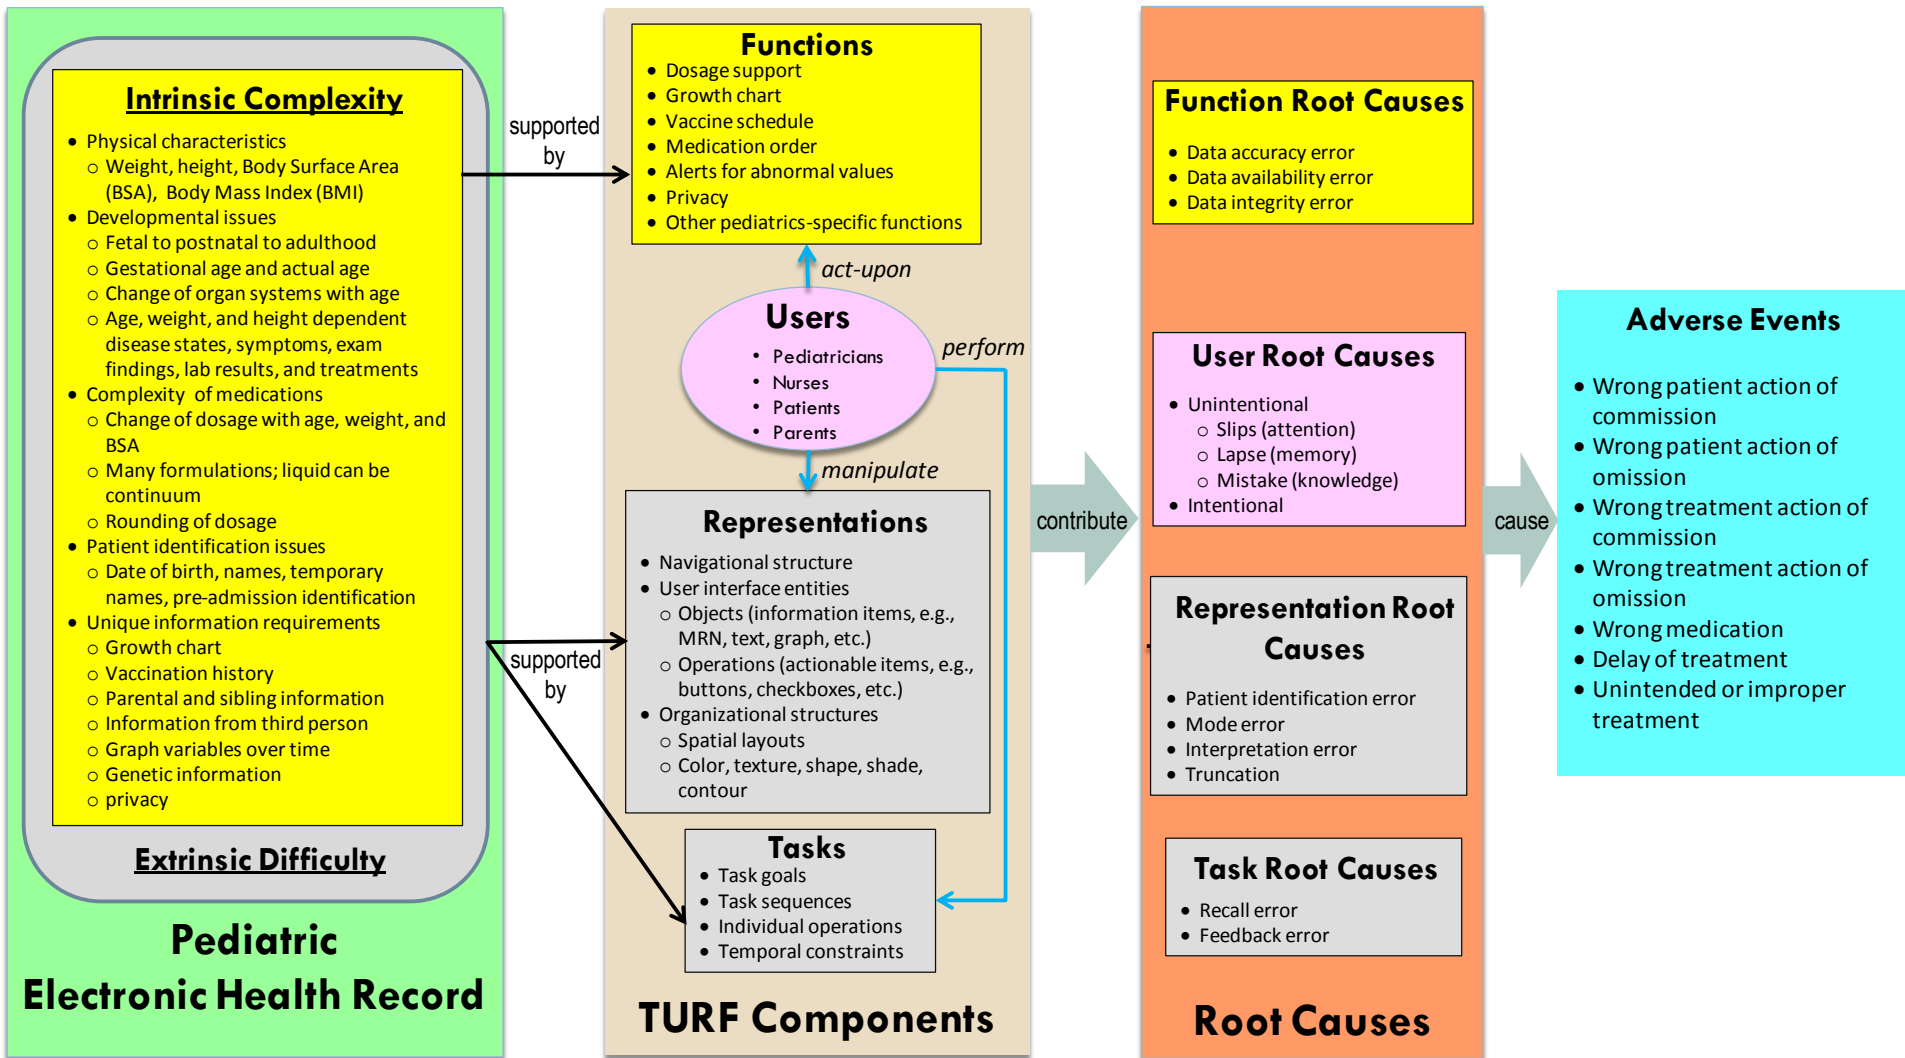 Intrinsic Complexity
• Physical characteristics
o Weight, height, Body Surface Area
(BSA), Body Mass Index (BMI)
• Developmental issues
o Fetal to postnatal to adulthood
o Gestational age and actual age
o Change of organ systems with age
o Age, weight, and height dependent
disease states, symptoms, exam
findings, lab results, and treatments
• Complexity of medications
o Change of dosage with age, weight, and
BSA
o Many formulations; liquid can be
continuum
o Rounding of dosage
• Patient identification issues
o Date of birth, names, temporary
names, pre-admission identification
• Unique information requirements
o Growth chart
o Vaccination history
o Parental and sibling information
o Information from third person
o Graph variables over time
o Genetic information
o privacy
Extrinsic Difficulty
Pediatric
Electronic Health Record
supported
by
supported
by
Functions
• Dosage support
• Growth chart
• Vaccine schedule
• Medication order
• Alerts for abnormal values
• Privacy
• Other pediatrics-specific functions
act-upon
Users
• Pediatricians
• Nurses
• Patients
• Parents
perform
manipulate
Representations
• Navigational structure
• User interface entities
o Objects (information items, e.g.,
MRN, text, graph, etc.)
o Operations (actionable items, e.g.,
buttons, checkboxes, etc.)
• Organizational structures
o Spatial layouts
o Color, texture, shape, shade,
contour
Tasks
• Task goals
• Task sequences
• Individual operations
• Temporal constraints
TURF Components
contribute
Function Root Causes
• Data accuracy error
• Data availability error
• Data integrity error
User Root Causes
• Unintentional
o Slips (attention)
o Lapse (memory)
o Mistake (knowledge)
• Intentional
Representation Root
Causes
• Patient identification error
• Mode error
• Interpretation error
• Truncation
Task Root Causes
• Recall error
• Feedback error
Root Causes
cause
Adverse Events
• Wrong patient action of
commission
• Wrong patient action of
omission
• Wrong treatment action of
commission
• Wrong treatment action of
omission
• Wrong medication
• Delay of treatment
• Unintended or improper
treatment